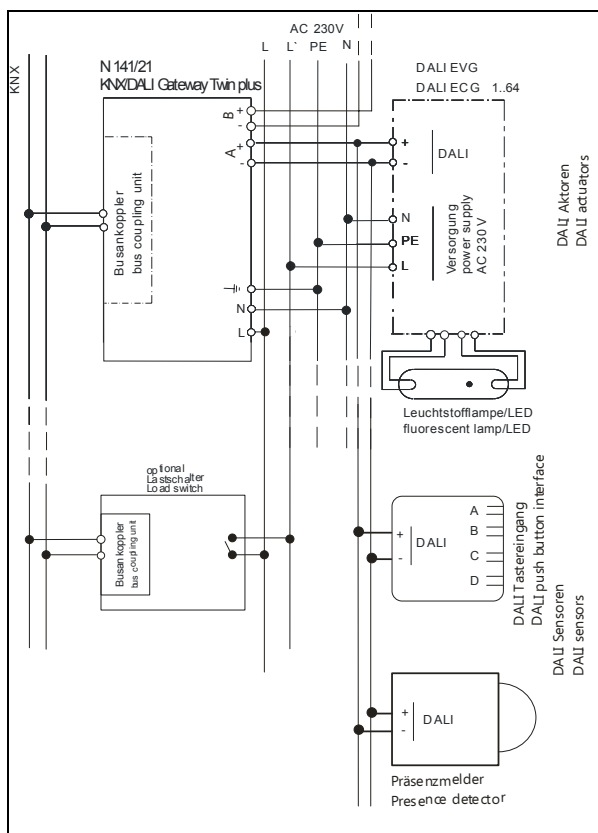 AC 230V
L L` PE N
KNX
N 141/21
KNX/DALI Gateway Twin plus
DALI EVG
DALI ECG 1..64
B
+
-
A
+
-
+
-
DALI
Busankoppler
bus coupling unit
N
PE
L
Versorgung
power supply
AC 230 V
DALI Aktoren
DALI actuators
N
L
Leuchtstofflampe/LED
fluorescent lamp/LED
optional
Lastschalter
Load switch
Busankoppler
bus coupling unit
+
-
DALI
A
B
C
D
DALI Tastereingang
DALI push button interface
DALI Sensoren
DALI sensors
+
-
DALI
Präsenzmelder
Presence detector